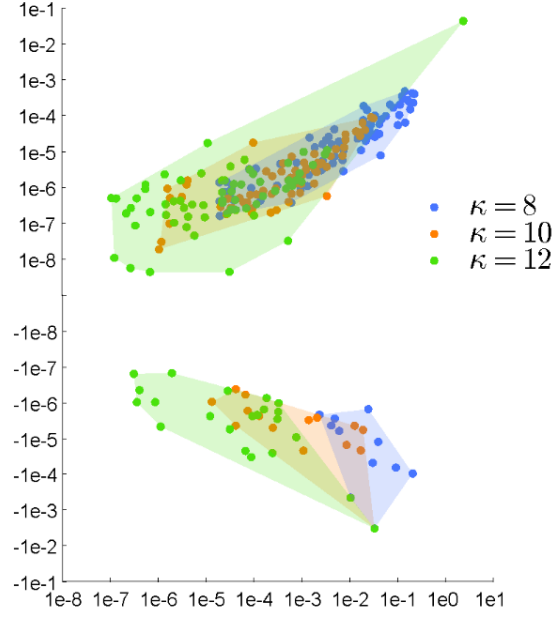 1e-1
1e-2
1e-3
1e-4
1e-5
1e-6
1e-7
1e-8
κ = 8
κ = 10
κ = 12
-1e-8
-1e-7
-1e-6
-1e-5
-1e-4
-1e-3
-1e-2
-1e-1
1e-8 1e-7 1e-6 1e-5 1e-4 1e-3 1e-2 1e-1 1e0 1e1